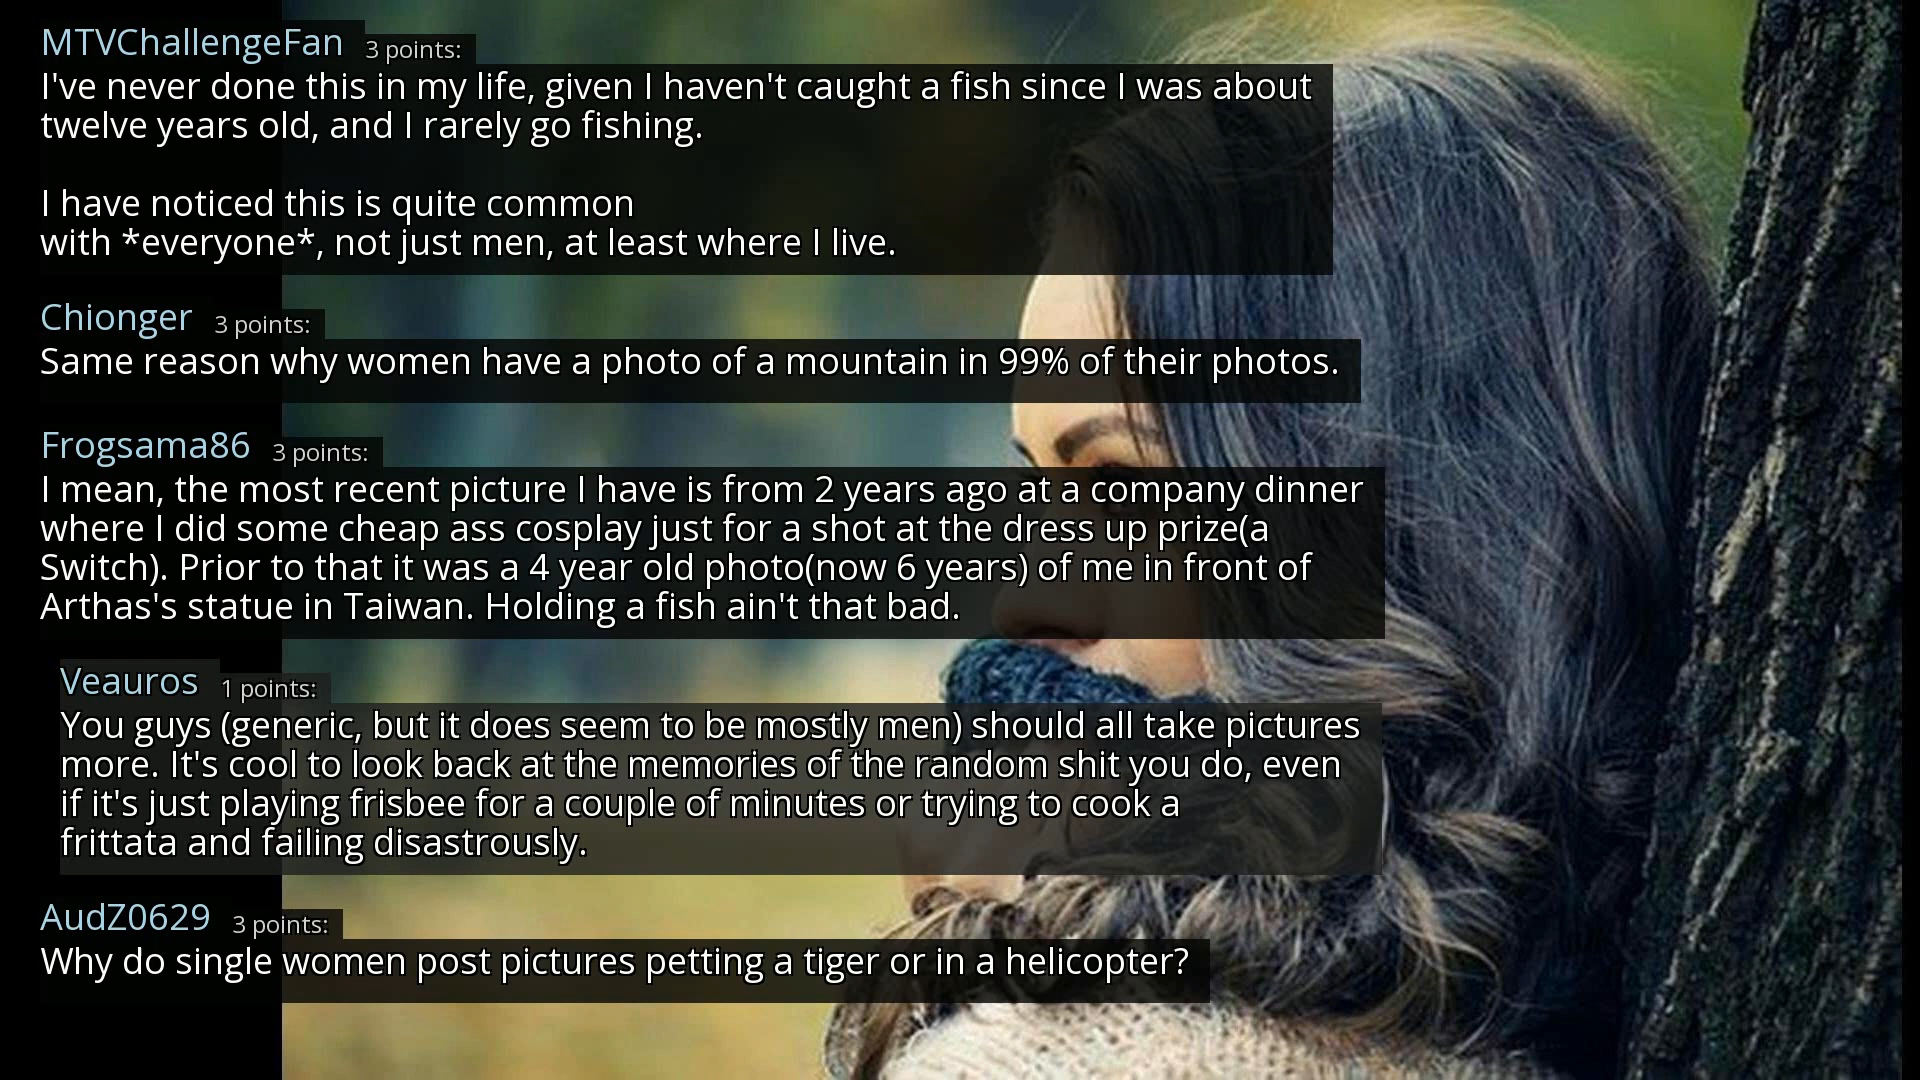 MTVChallengeFan 3 points:
I've never done this in my life, given I haven't caught a fish since I was about
twelve years old, and I rarely go fishing.
I have noticed this is quite common
with *everyone*, not just men, at least where I live.
Chionger 3 points:
Same reason why women have a photo of a mountain in 99% of their photos.
Frogsama86 3 points:
I mean, the most recent picture I have is from 2 years ago at a company dinner
where I did some cheap ass cosplay just for a shot at the dress up prize(a
Switch). Prior to that it was a 4 year old photo(now 6 years) of me in front of
Arthas's statue in Taiwan. Holding a fish ain't that bad.
Veauros 1 points:
You guys (generic, but it does seem to be mostly men) should all take pictures
more. It's cool to look back at the memories of the random shit you do, even
if it's just playing frisbee for a couple of minutes or trying to cook a
frittata and failing disastrously.
AudZ0629 3 points:
Why do single women post pictures petting a tiger or in a helicopter?